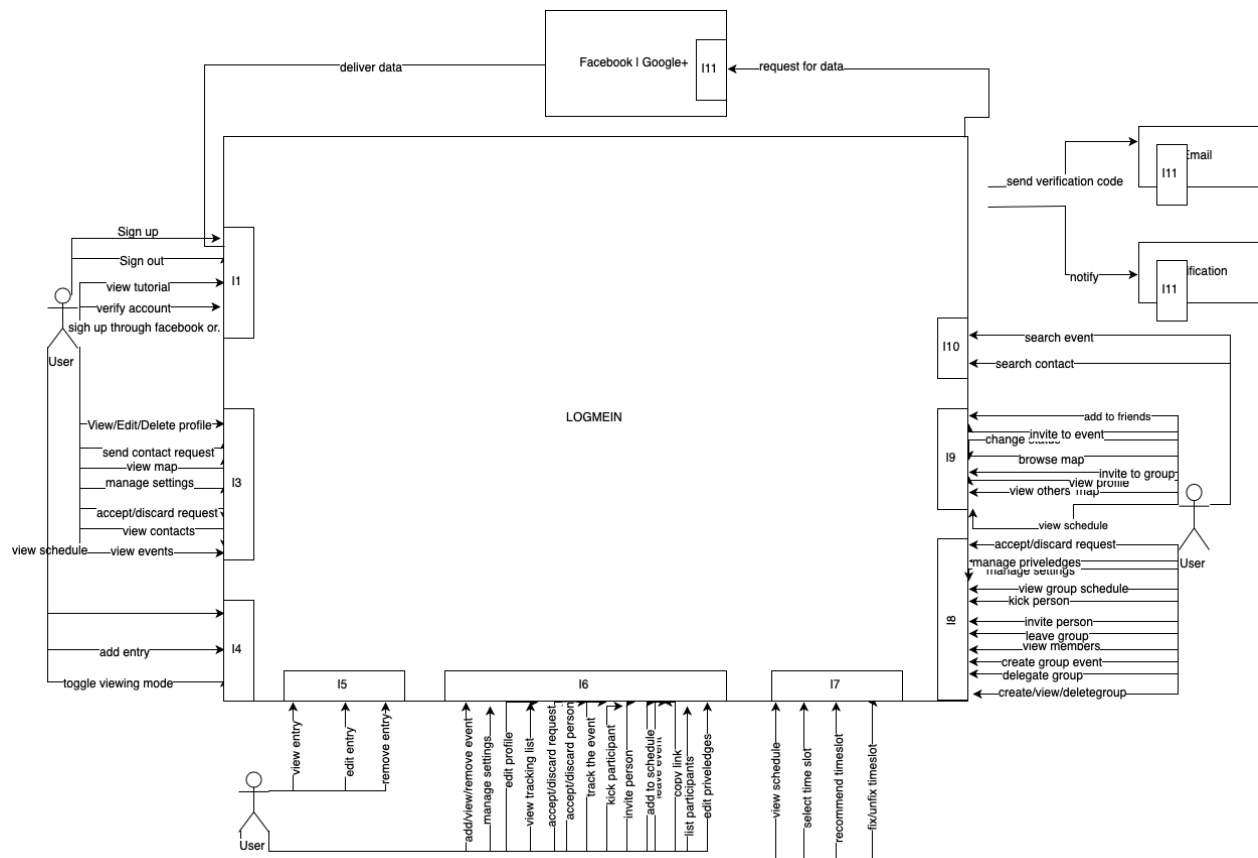 Facebook | Google+
I11
deliver data
request for data
Email
I11
send verification code
notify
ification
I11
Sign up
Sign out
view tutorial
verify account
sigh up through facebook or.
I1
User
LOGMEIN
I10
search event
search contact
View/Edit/Delete profile
send contact request
view map
manage settings
accept/discard request
view contacts
view schedule
view events
I3
I9
add to friends
invite to event
change status
browse map
invite to group
view profile
view others map
view schedule
User
I4
add entry
toggle viewing mode
I8
accept/discard request
manage priveledges
manage settings
view group schedule
kick person
invite person
leave group
view members
create group event
delegate group
create/view/deletegroup
I5
I6
I7
view entry
edit entry
remove entry
User
add/view/remove event
manage settings
edit profile
view tracking list
accept/discard request
accept/discard person
track the event
kick participant
invite person
add to schedule
leave event
copy link
list participants
edit priveledges
view schedule
select time slot
recommend timeslot
fix/unfix timeslot